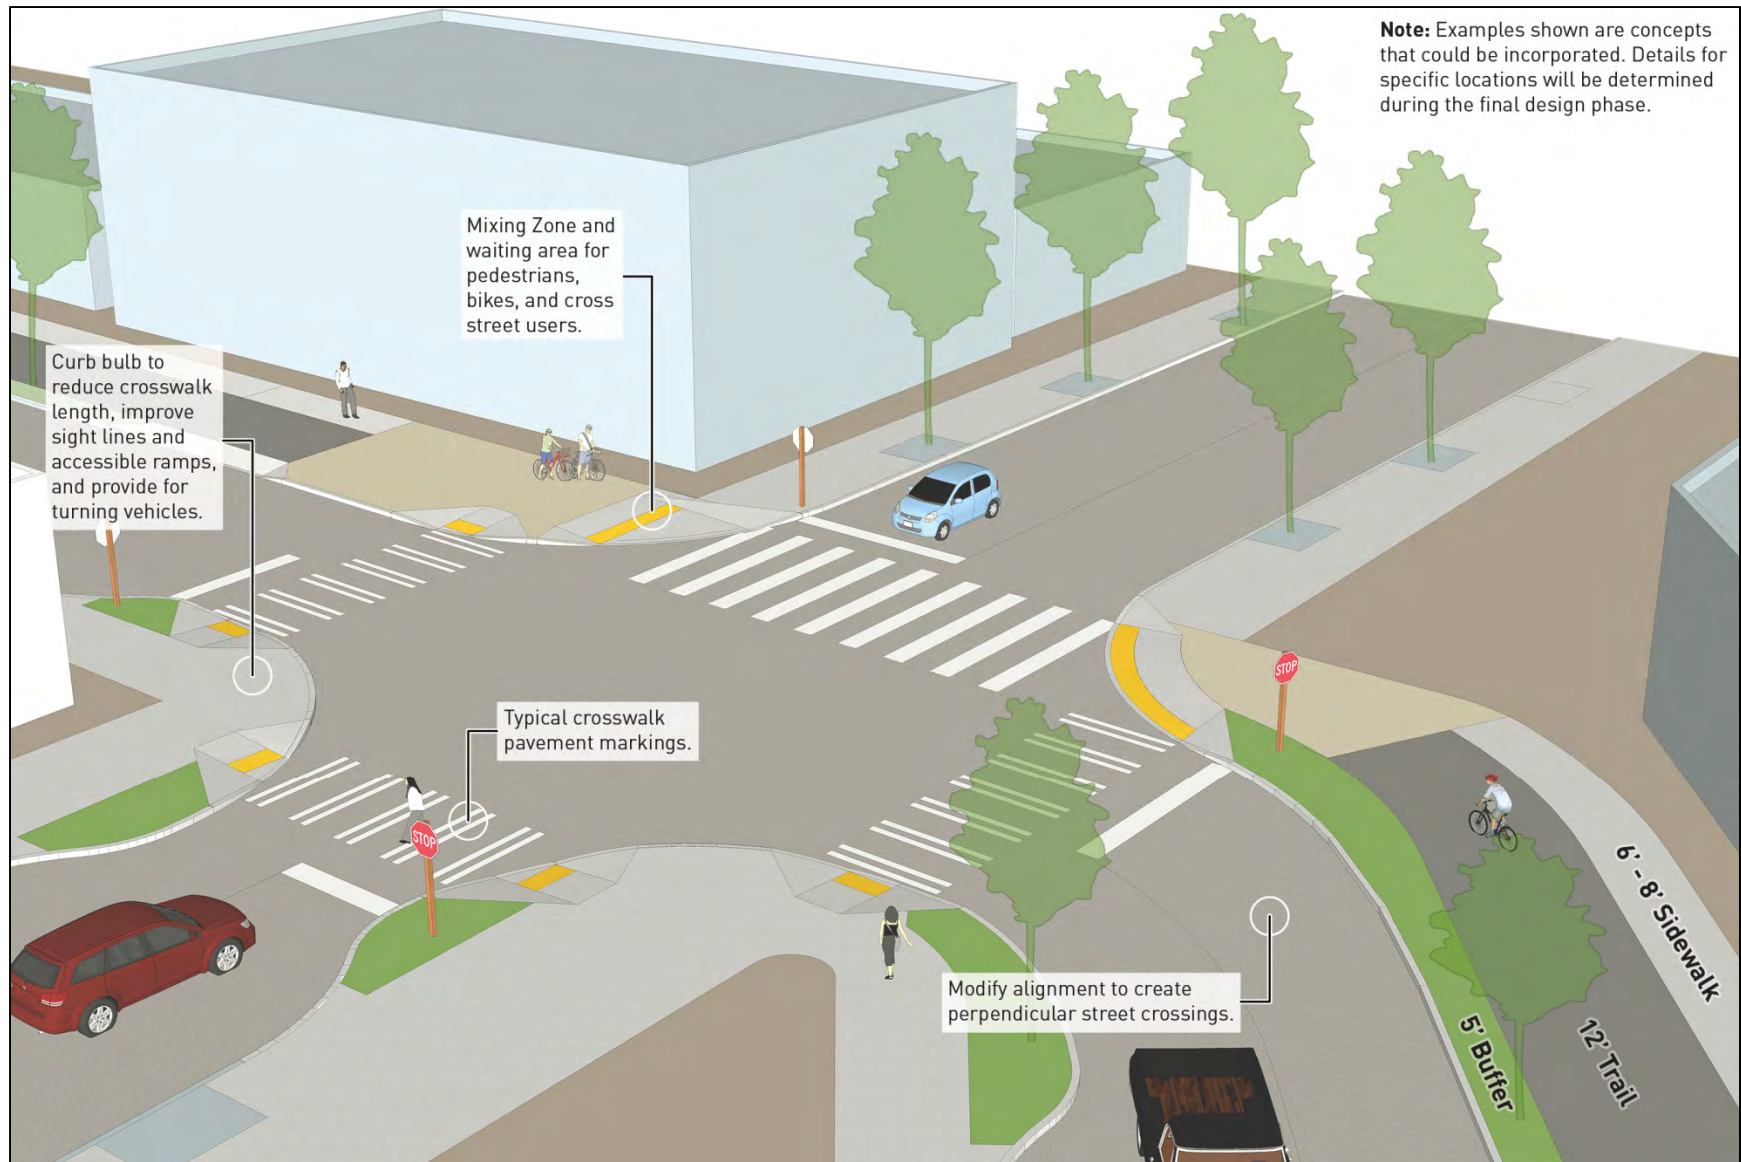 Note: Examples shown are concepts
that could be incorporated. Details for
specific locations will be determined
during the final design phase.
Mixing Zone and
waiting area for
pedestrians,
bikes, and cross
street users.
Curb bulb to
reduce crosswalk
length, improve
sight lines and
accessible ramps,
and provide for
turning vehicles.
Typical crosswalk
pavement markings.
STOP
STOP
Modify alignment to create
perpendicular street crossings.
6' - 8' Sidewalk
12' Trail
5' Buffer